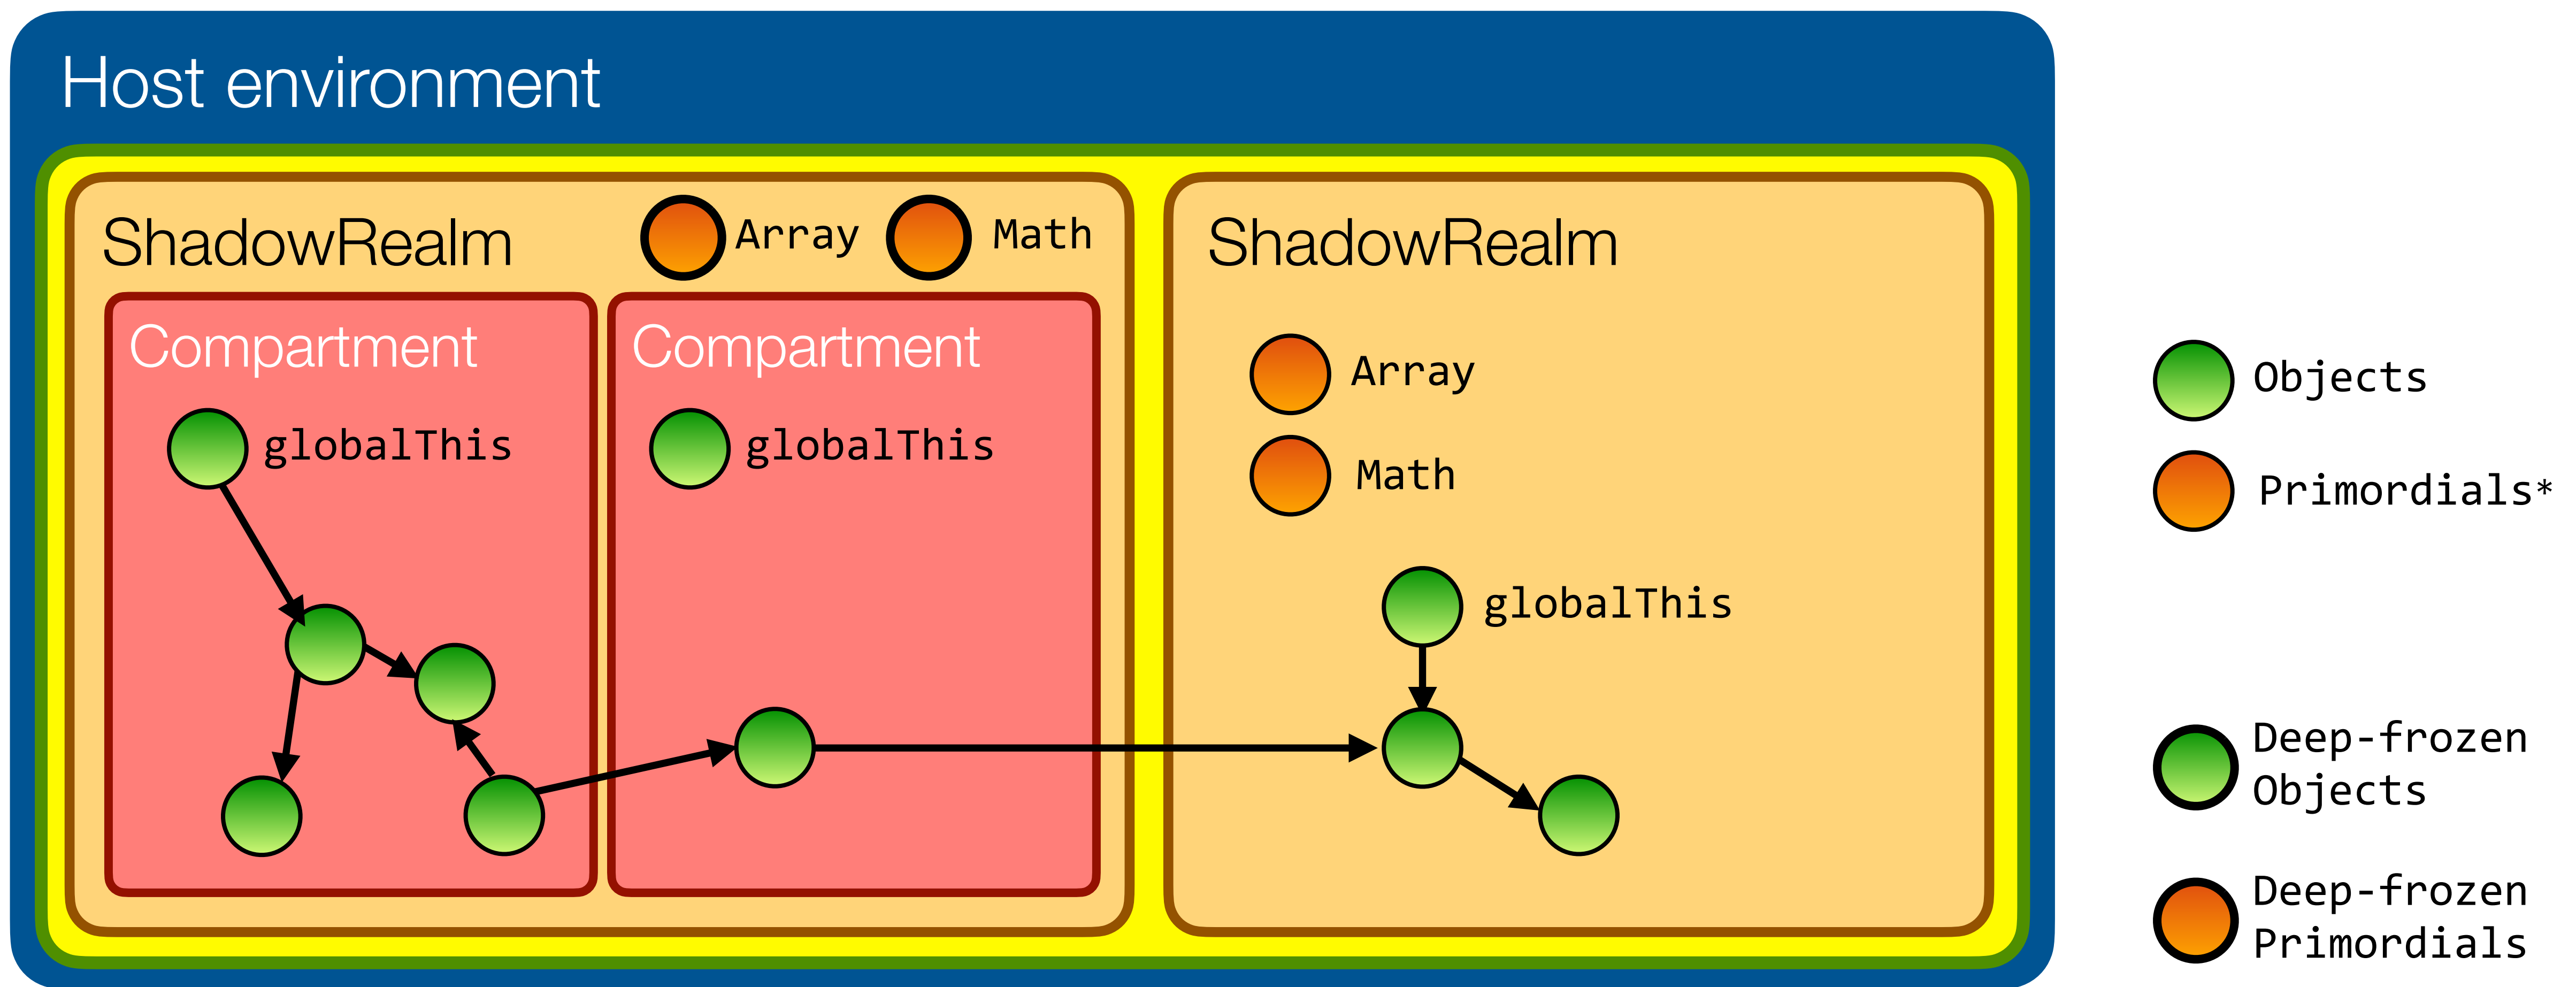 Host environment
ShadowRealm
Array
Math
Compartment
globalThis
Compartment
globalThis
ShadowRealm
Array
Math
globalThis
Objects
Primordials*
Deep-frozen
Objects
Deep-frozen
Primordials